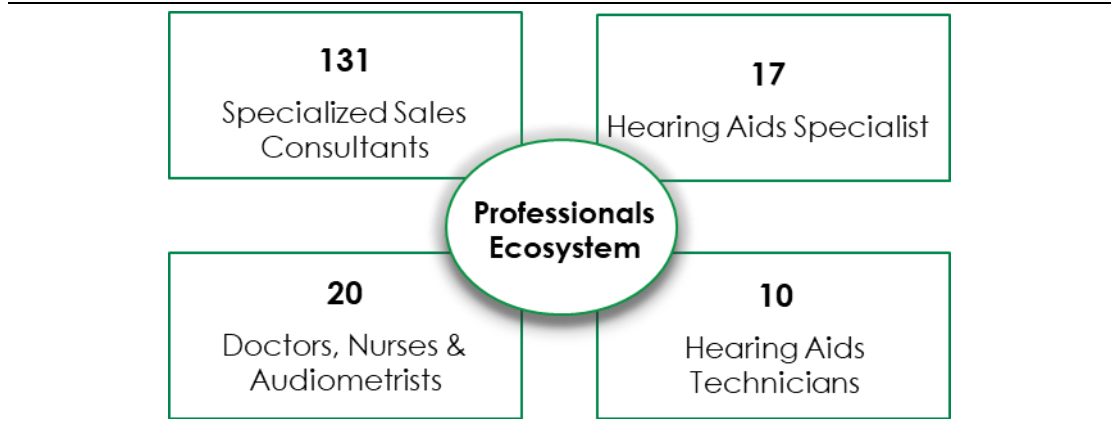 131
Specialized Sales
Consultants
17
Hearing Aids Specialist
Professionals
Ecosystem
20
Doctors, Nurses &
Audiometrists
10
Hearing Aids
Technicians